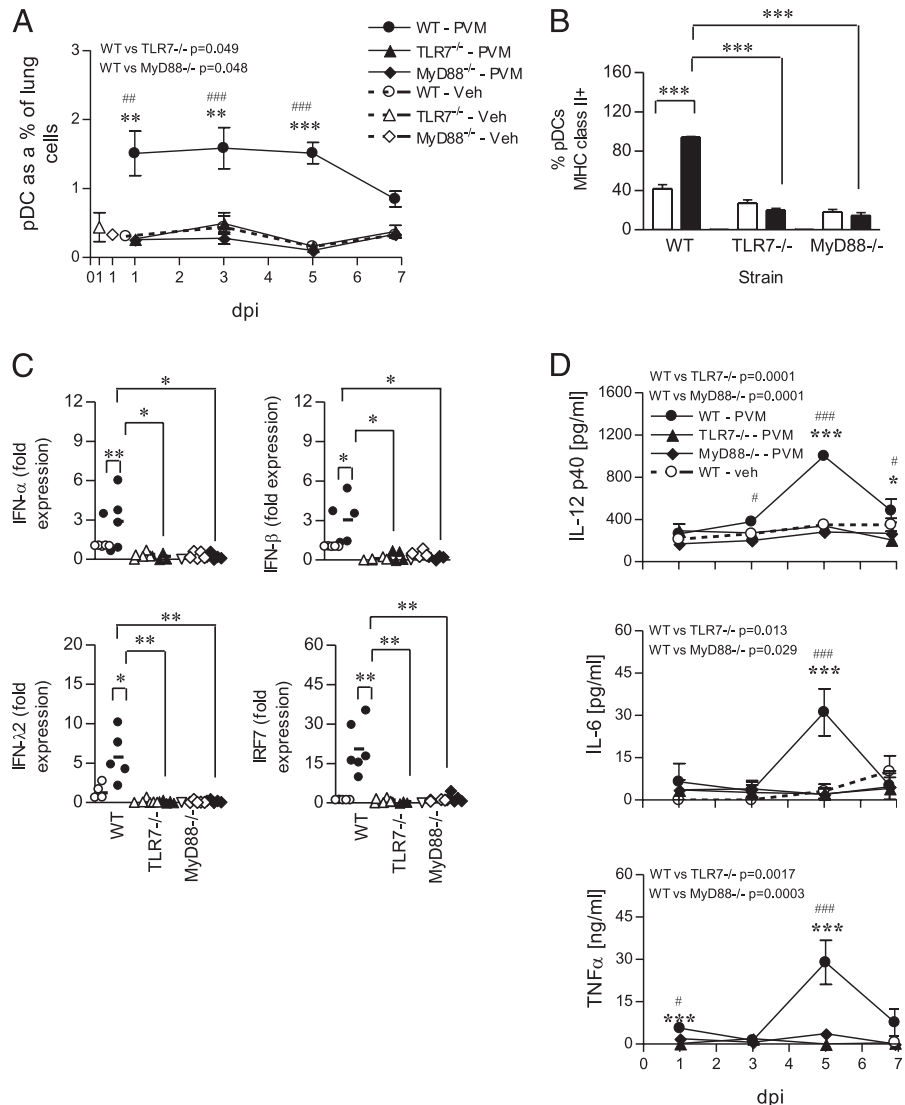 A
WT vs TLR7-/- p=0.049
WT vs MyD88-/- p=0.048
WT - PVM
TLR7-/- - PVM
MyD88-/- - PVM
WT - Veh
TLR7-/- - Veh
MyD88-/- - Veh
pDC as a % of lung
cells
3
2
1
0
##
**
###
**
###
***
01 1 1 2 3 4 5 6 7
dpi
B
***
***
***
% pDCs
MHC class II+
160
120
80
40
0
WT TLR7-/- MyD88-/-
Strain
C
IFN-α (fold
expression)
12
9
6
3
0
*
*
**
IFN-β (fold expression)
12
9
6
3
0
*
*
*
IFN-λ2 (fold
expression)
20
15
10
5
0
**
**
*
WT
TLR7-/-
MyD88-/-
IRF7 (fold
expression)
60
45
30
15
0
**
**
**
WT
TLR7-/-
MyD88-/-
D
WT vs TLR7-/- p=0.0001
WT vs MyD88-/- p=0.0001
WT - PVM
TLR7-/-- PVM
MyD88-/-- PVM
WT - veh
IL-12 p40 [pg/ml]
1600
1200
800
400
0
#
###
***
#
*
WT vs TLR7-/- p=0.013
WT vs MyD88-/- p=0.029
IL-6 [pg/ml]
60
45
30
15
0
###
***
WT vs TLR7-/- p=0.0017
WT vs MyD88-/- p=0.0003
TNFα [ng/ml]
60
45
30
15
0
#
***
###
***
0 1 2 3 4 5 6 7
dpi